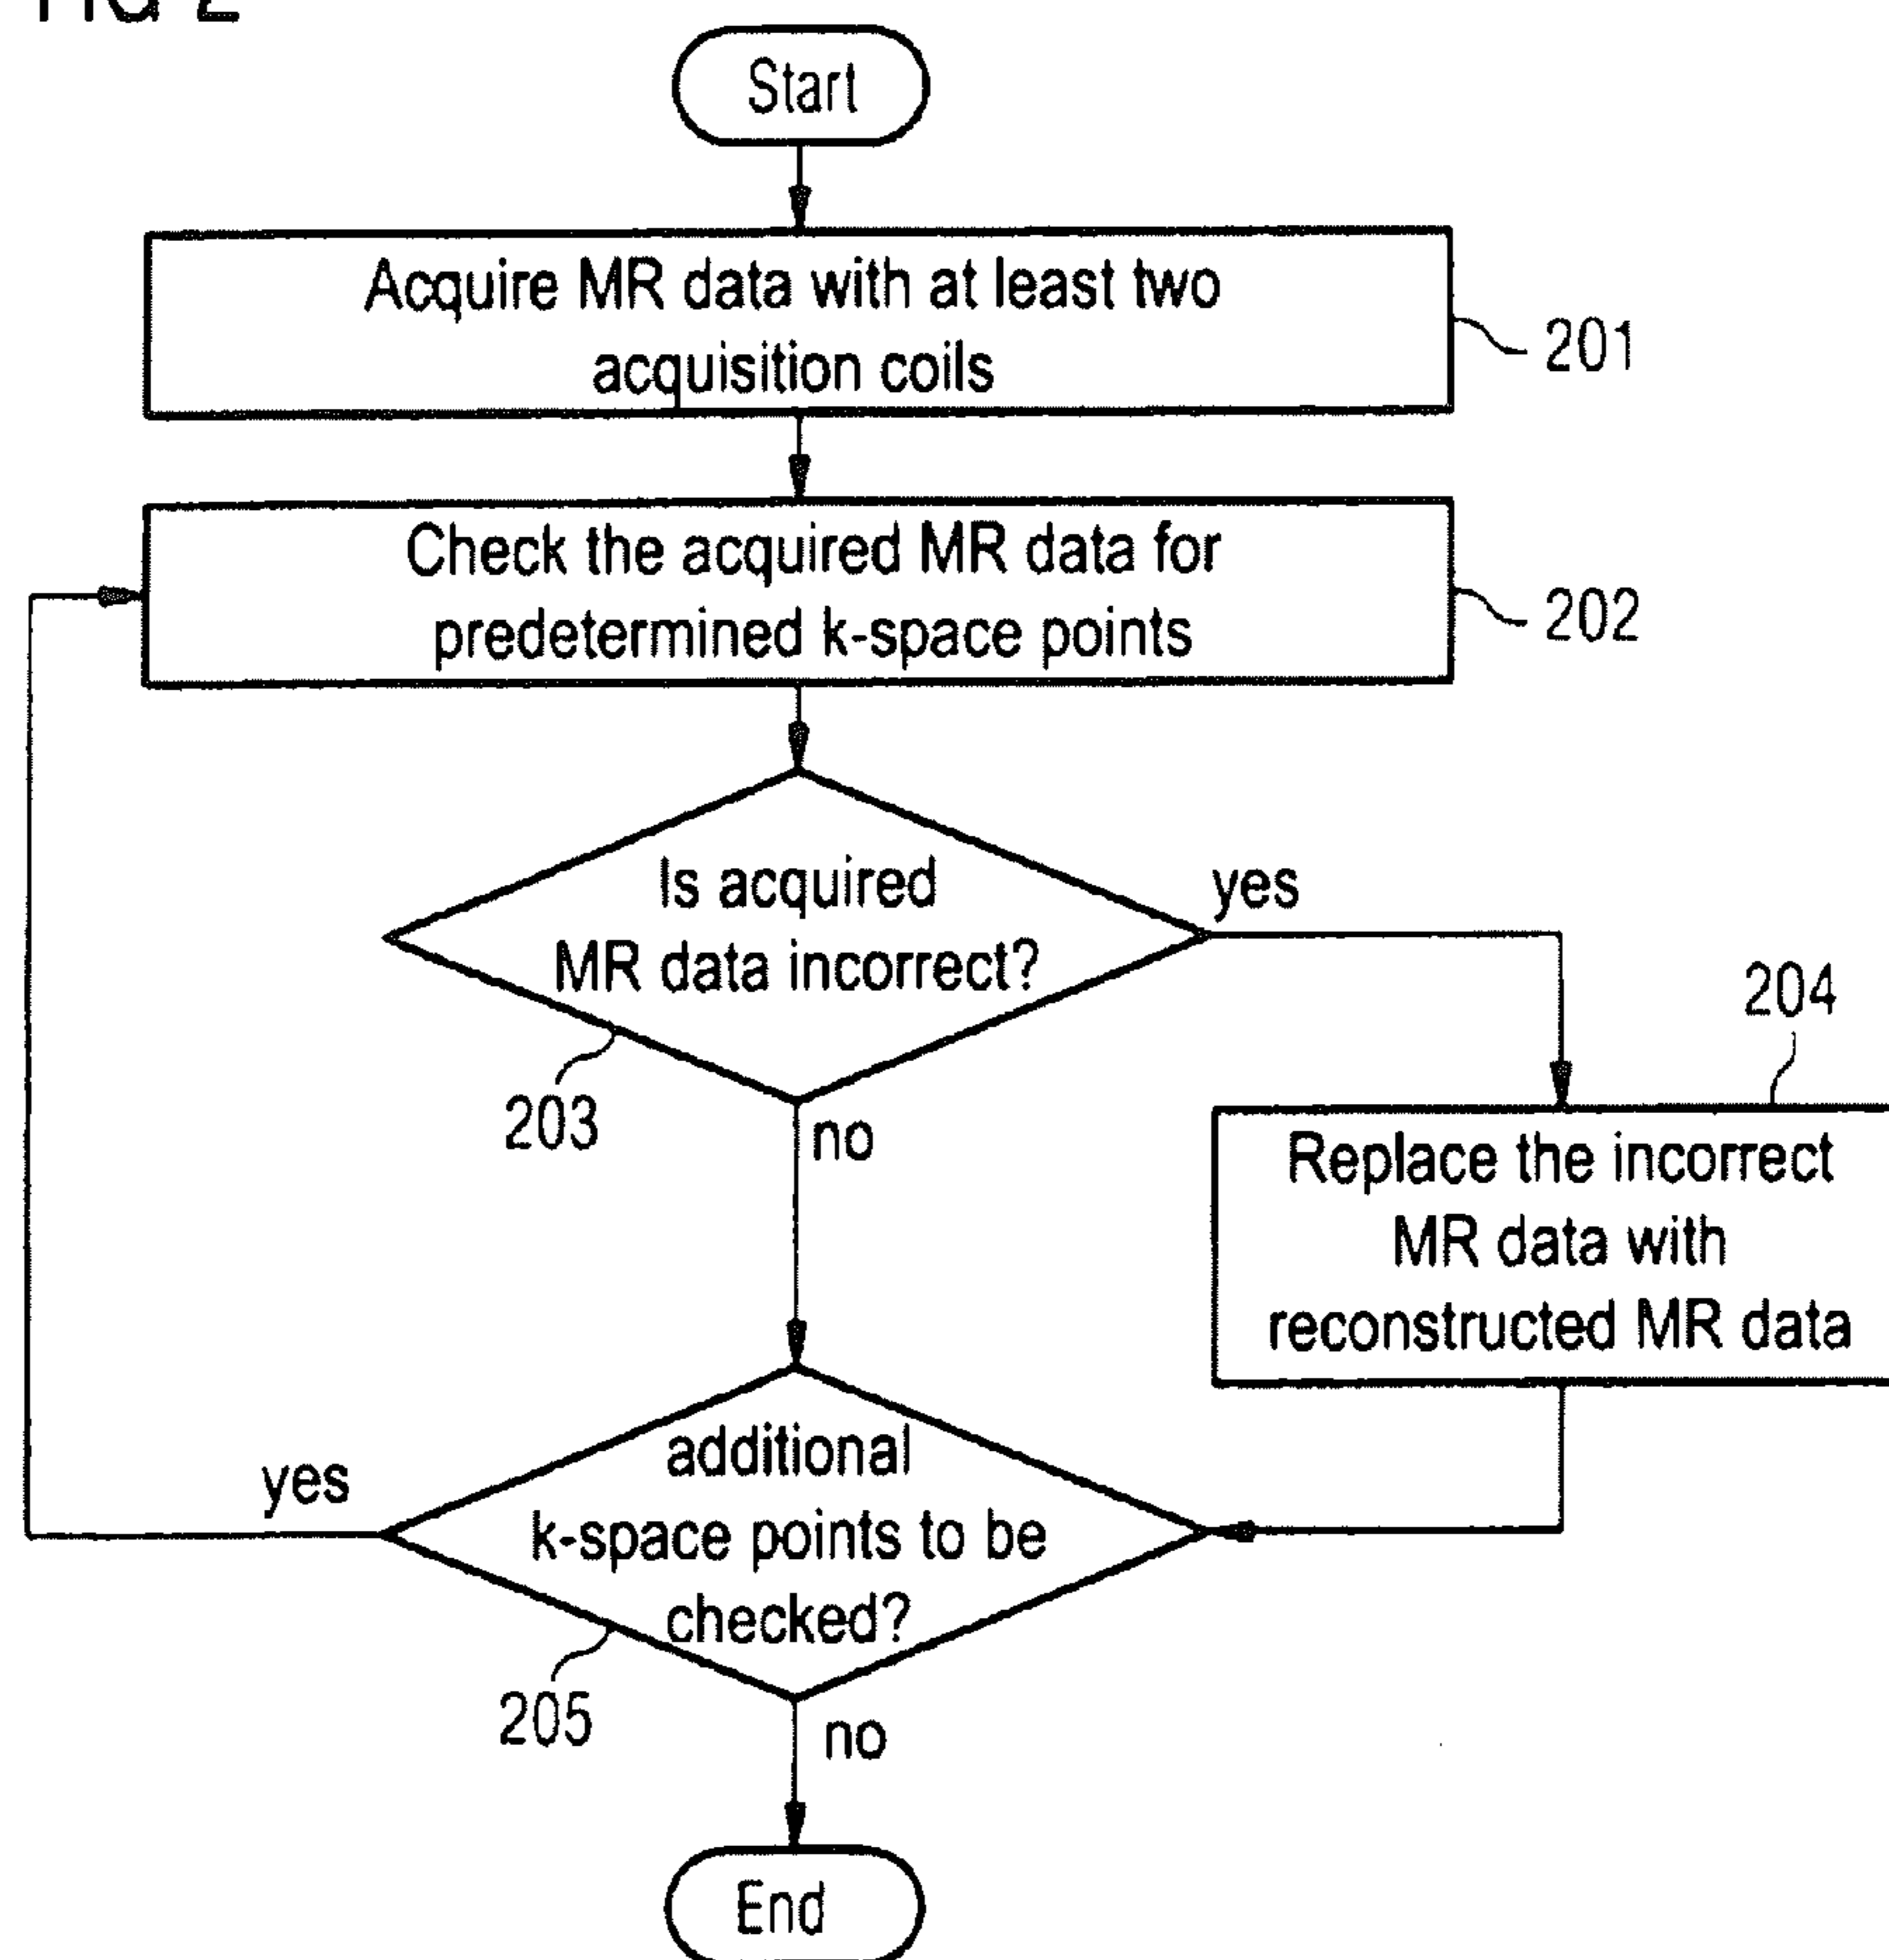 FIG 2
Start
Acquire MR data with at least two
acquisition coils
201
Check the acquired MR data for
predetermined k-space points
202
Is acquired
MR data incorrect?
yes
203
no
204
Replace the incorrect
MR data with
reconstructed MR data
additional
k-space points to be
checked?
yes
205
no
End